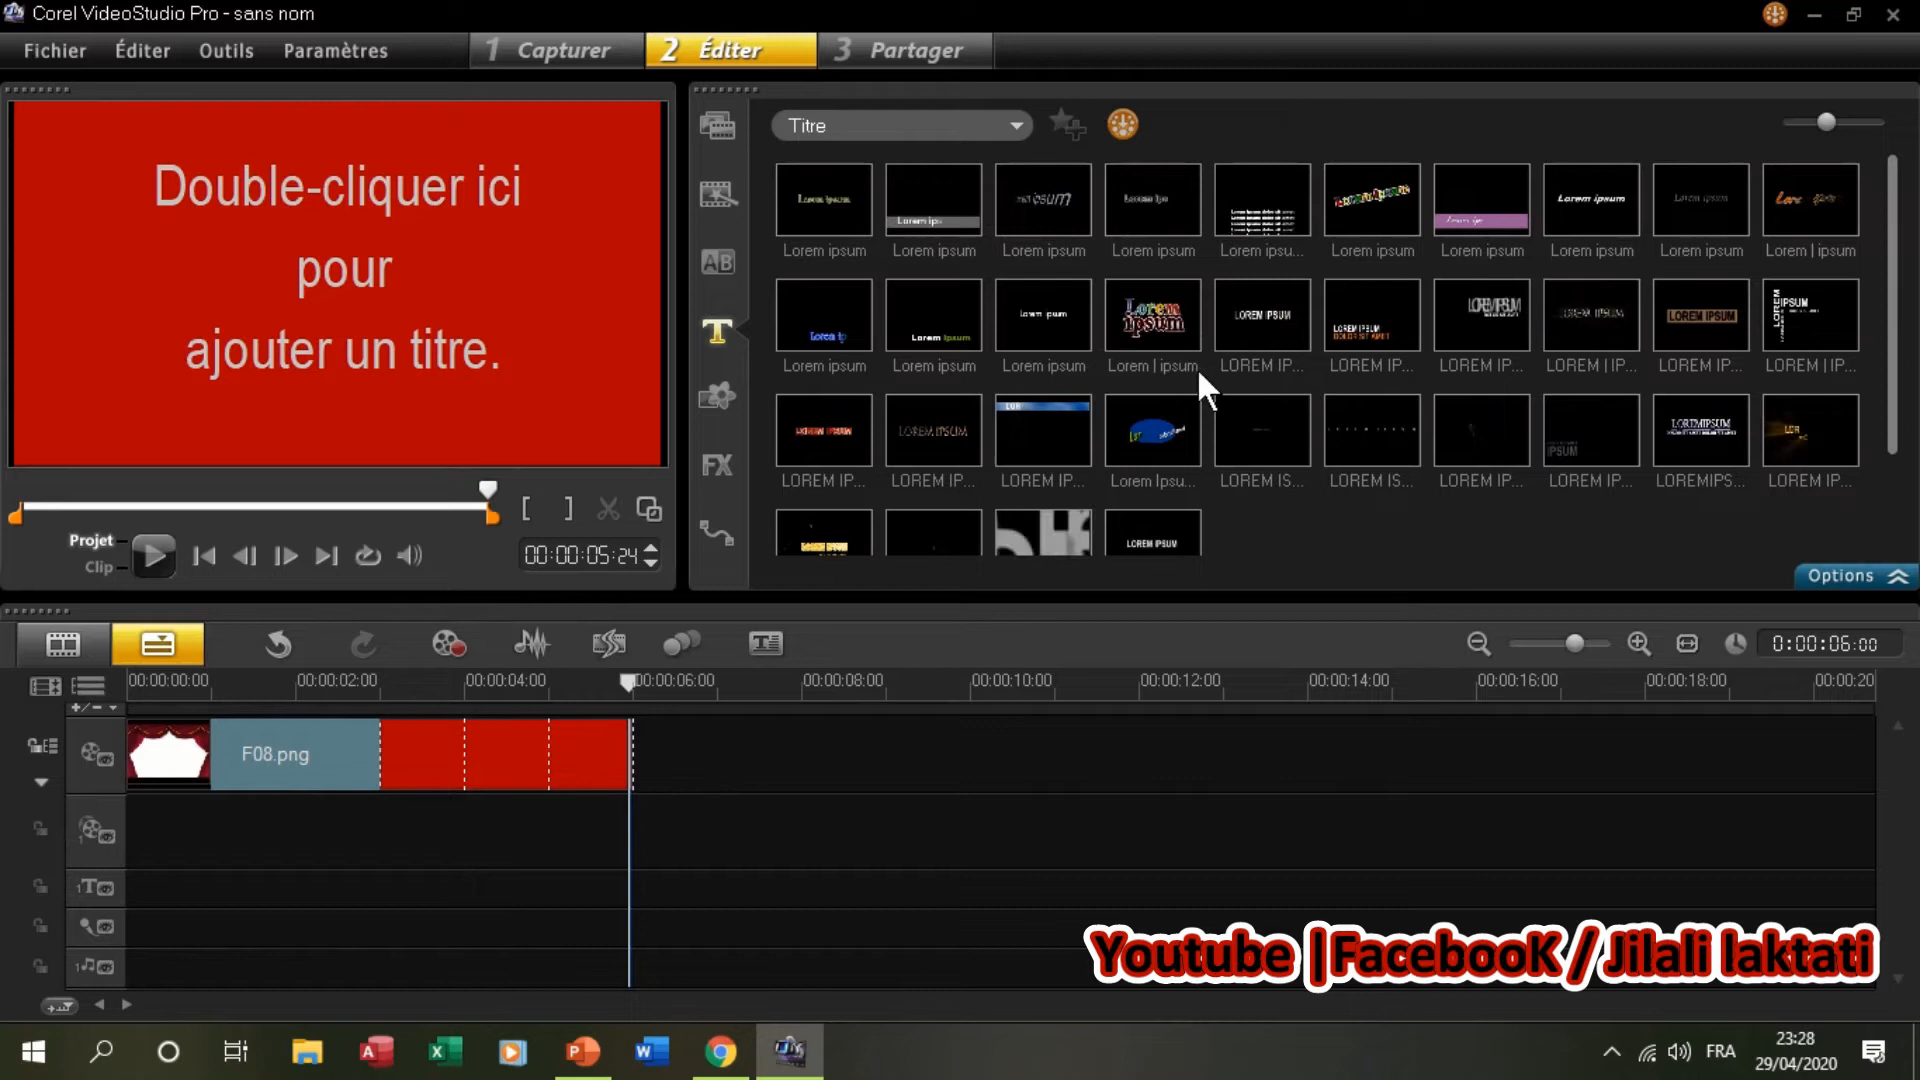 Corel VideoStudio Pro - sans nom
Fichier Éditer Outils Paramètres
1 Capturer 2 Éditer 3 Partager
Double-cliquer ici
pour
ajouter un titre.
Projet
Clip
00:00:05:24
Titre
AB
T
FX
Lorem ipsum Lorem ipsum Lorem ipsum Lorem ipsum Lorem ipsu... Lorem ipsum Lorem ipsum Lorem ipsum Lorem ipsum Lorem | ipsum
Lorem ipsum Lorem ipsum Lorem ipsum Lorem | ipsum LOREM IP... LOREM IP... LOREM IP... LOREM | IP... LOREM IP... LOREM | IP...
LOREM IP... LOREM IP... LOREM IP... Lorem Ipsu... LOREM IS... LOREM IS... LOREM IP... LOREM IP... LOREMIPS... LOREM IP...
LOREM IPSUM
Options
0:00:06:00
00:00:00:00 00:00:02:00 00:00:04:00 00:00:06:00 00:00:08:00 00:00:10:00 00:00:12:00 00:00:14:00 00:00:16:00 00:00:18:00 00:00:20
F08.png
Youtube |FacebooK / Jilali laktati
FRA
23:28
29/04/2020